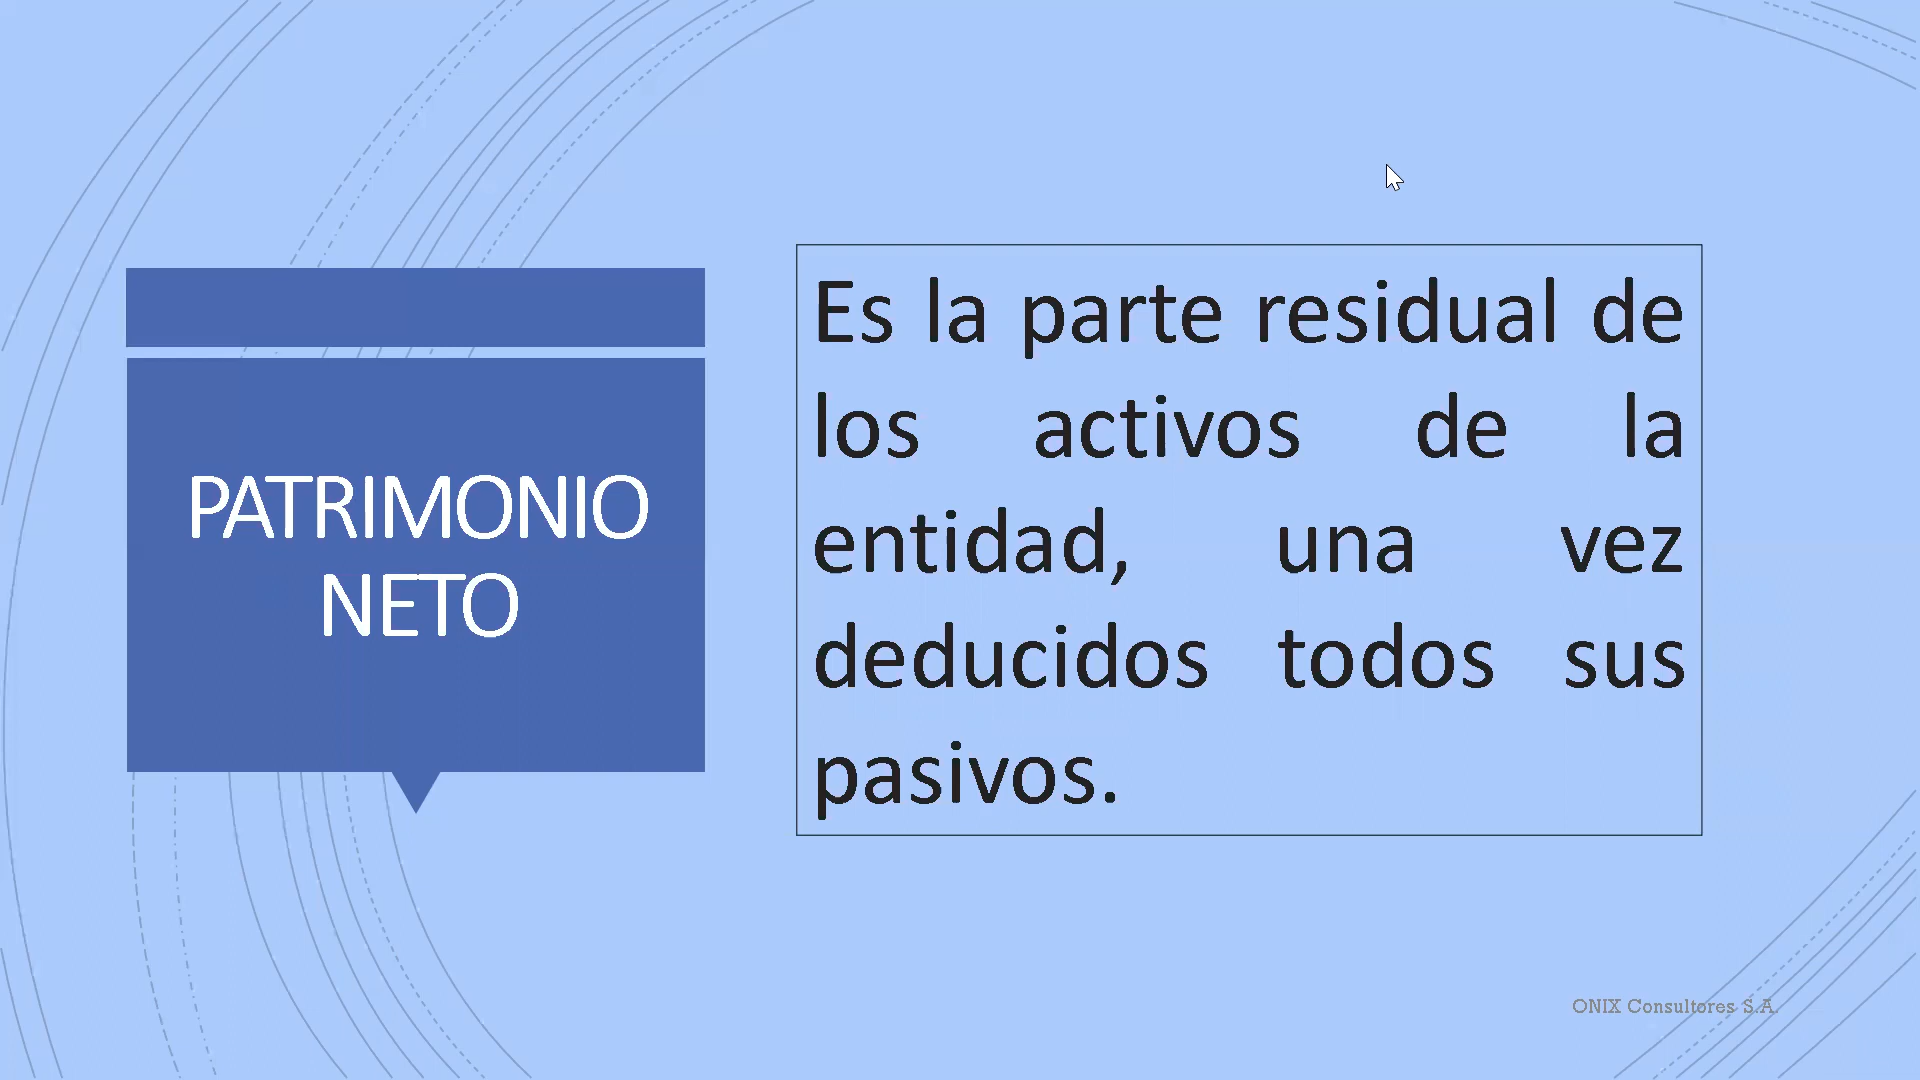 PATRIMONIO
NETO
Es la parte residual de
los activos de la
entidad, una vez
deducidos todos sus
pasivos.
ONIX Consultores S.A.